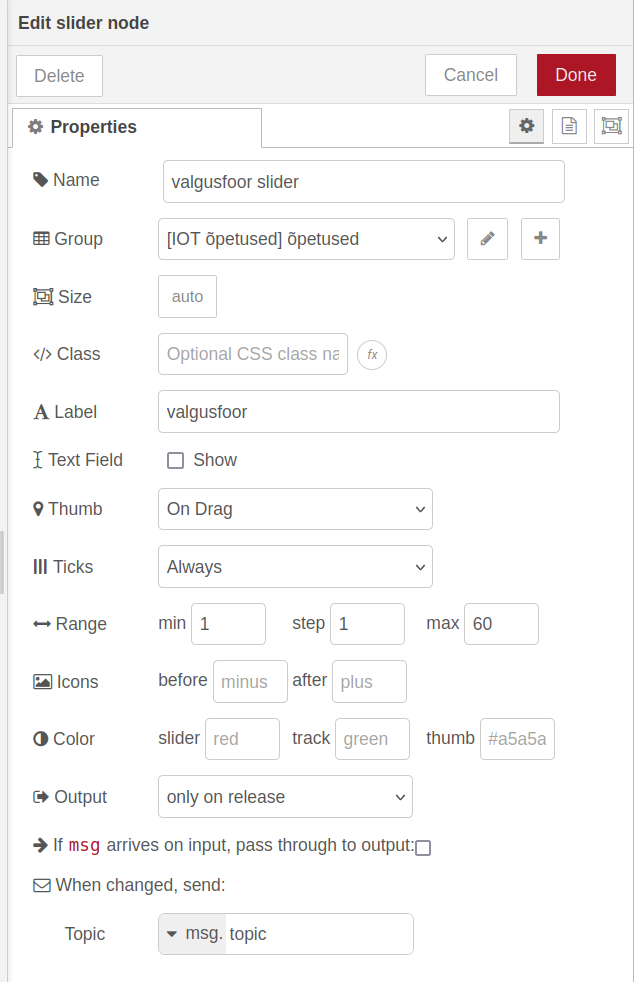 Edit slider node
Delete Cancel Done
Properties
Name valgusfoor slider
Group [IOT õpetused] õpetused
Size auto
</> Class Optional CSS class na fx
Label valgusfoor
Text Field Show
Thumb On Drag
Ticks Always
Range min 1 step 1 max 60
Icons before minus after plus
Color slider red track green thumb #a5a5a
Output only on release
If msg arrives on input, pass through to output:
When changed, send:
Topic msg. topic